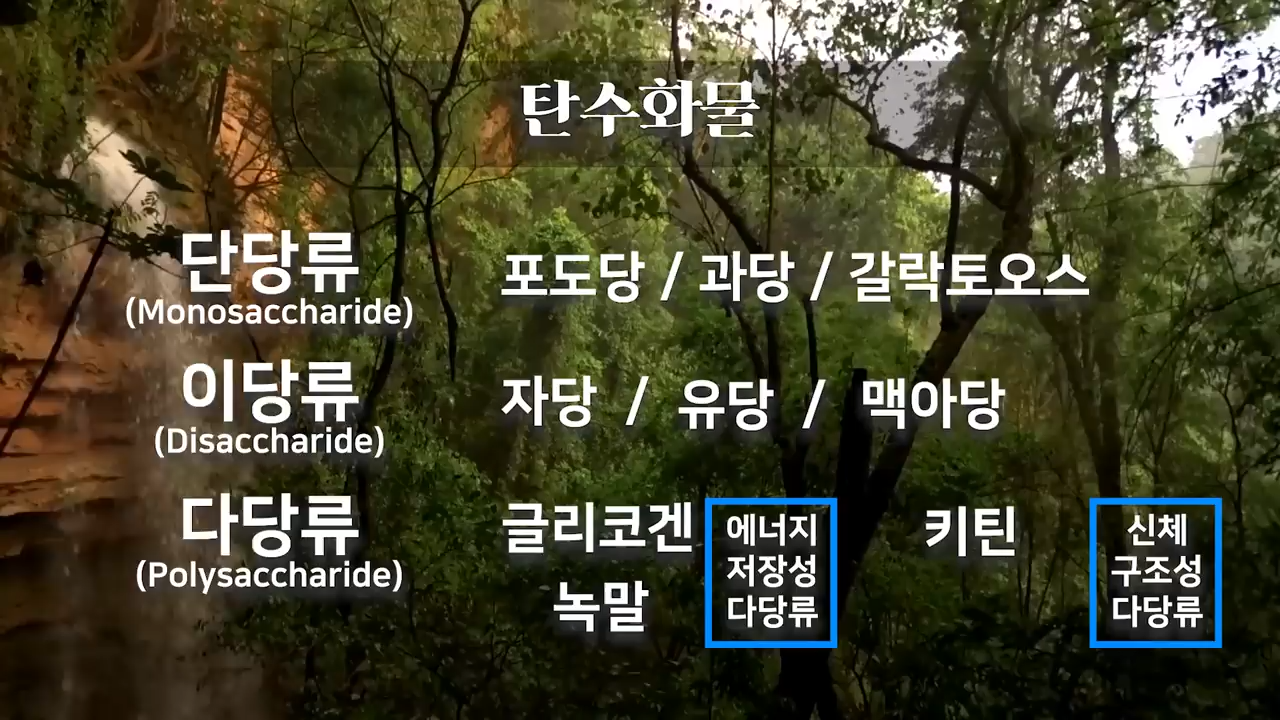 탄수화물
단당류
(Monosaccharide)
포도당 / 과당 / 갈락토오스
이당류
(Disaccharide)
자당 / 유당 / 맥아당
다당류
(Polysaccharide)
글리코겐
녹말
에너지
저장성
다당류
키틴
신체
구조성
다당류